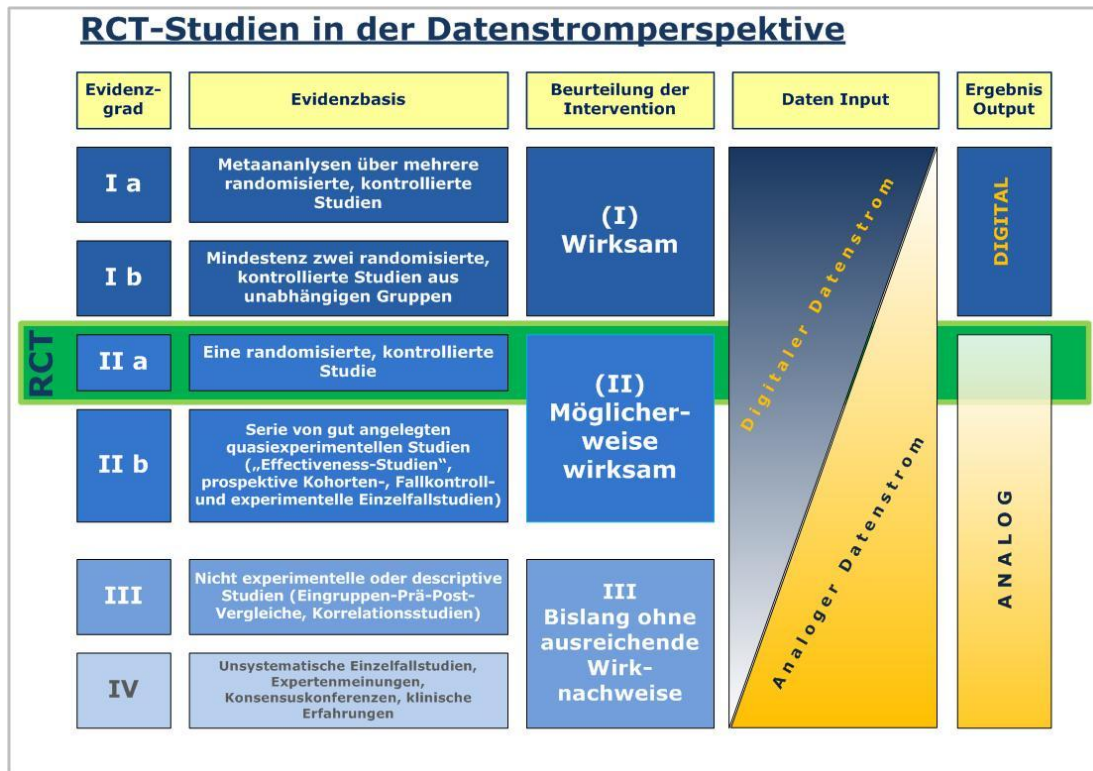 RCT-Studien in der Datenstromperspektive
Evidenz-
grad
Evidenzbasis
Beurteilung der
Intervention
Daten Input
Ergebnis
Output
I a
Metaananlysen über mehrere
randomisierte, kontrollierte
Studien
(I)
Wirksam
I b
Mindestenz zwei randomisierte,
kontrollierte Studien aus
unabhängigen Gruppen
RCT
II a
Eine randomisierte, kontrollierte
Studie
(II)
Möglicher-
weise
wirksam
II b
Serie von gut angelegten
quasiexperimentellen Studien
(„Effectiveness-Studien“,
prospektive Kohorten-, Fallkontroll-
und experimentelle Einzelfallstudien)
III
Nicht experimentelle oder descriptive
Studien (Eingruppen-Prä-Post-
Vergleiche, Korrelationsstudien)
III
Bislang ohne
ausreichende
Wirk-
nachweise
IV
Unsystematische Einzelfallstudien,
Expertenmeinungen,
Konsensuskonferenzen, klinische
Erfahrungen
Digitaler Datenstrom
Analoger Datenstrom
DIGITAL
ANALOG